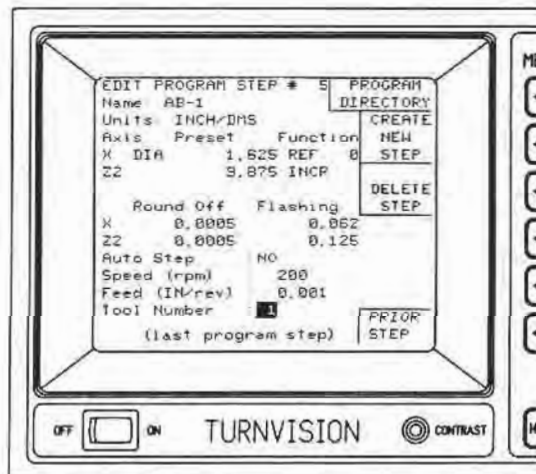 EDIT PROGRAM STEP # 5
PROGRAM DIRECTORY
Name AB-1
Units INCH/DMS
CREATE NEW STEP
Axis Preset Function
X DIA 1.625 REF 0
Z2 3.875 INCR
DELETE STEP
Round Off Flashing
X 0.0005 0.062
Z2 0.0005 0.125
Auto Step NO
Speed (rpm) 200
Feed (IN/rev) 0.001
Tool Number 1
PRIOR STEP
(last program step)
OFF ON TURNVISION CONTRAST